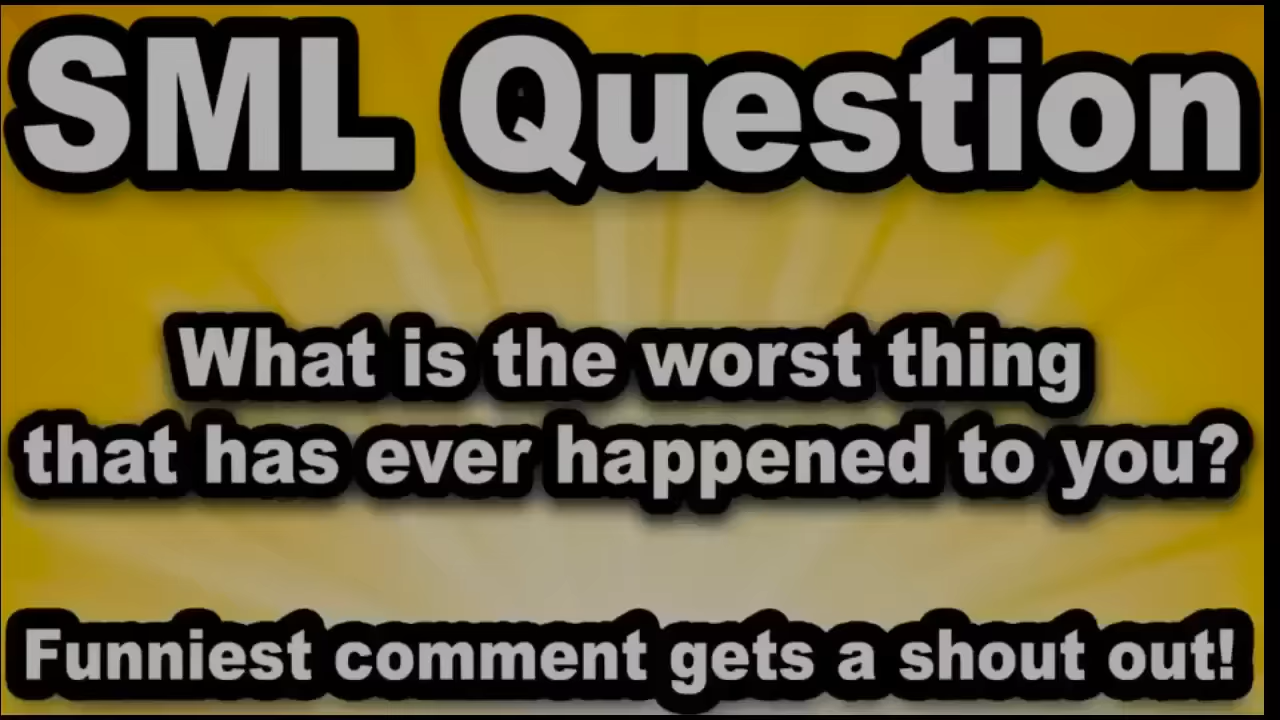 SML Question
What is the worst thing
that has ever happened to you?
Funniest comment gets a shout out!